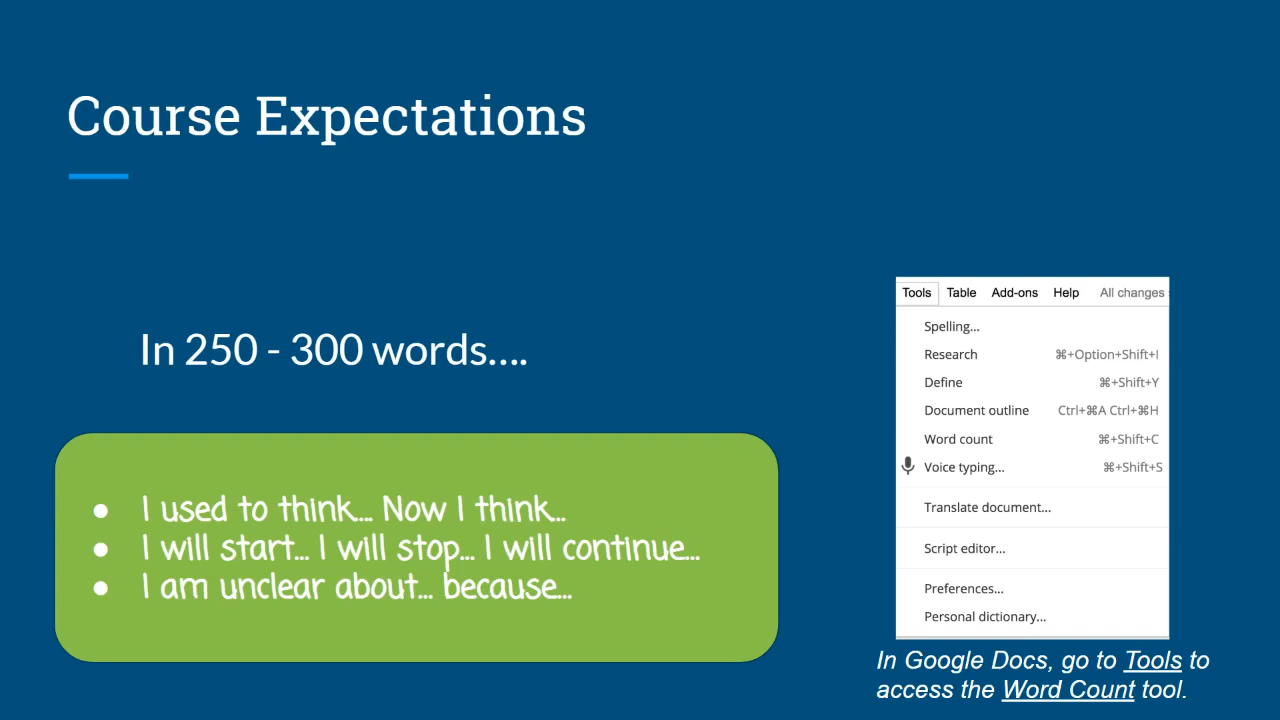 Course Expectations
In 250 - 300 words....
● I used to think... Now I think...
● I will start... I will stop... I will continue...
● I am unclear about... because...
Tools Table Add-ons Help All changes
Spelling...
Research ⌘+Option+Shift+I
Define ⌘+Shift+Y
Document outline Ctrl+⌘A Ctrl+⌘H
Word count ⌘+Shift+C
Voice typing... ⌘+Shift+S
Translate document...
Script editor...
Preferences...
Personal dictionary...
In Google Docs, go to Tools to
access the Word Count tool.